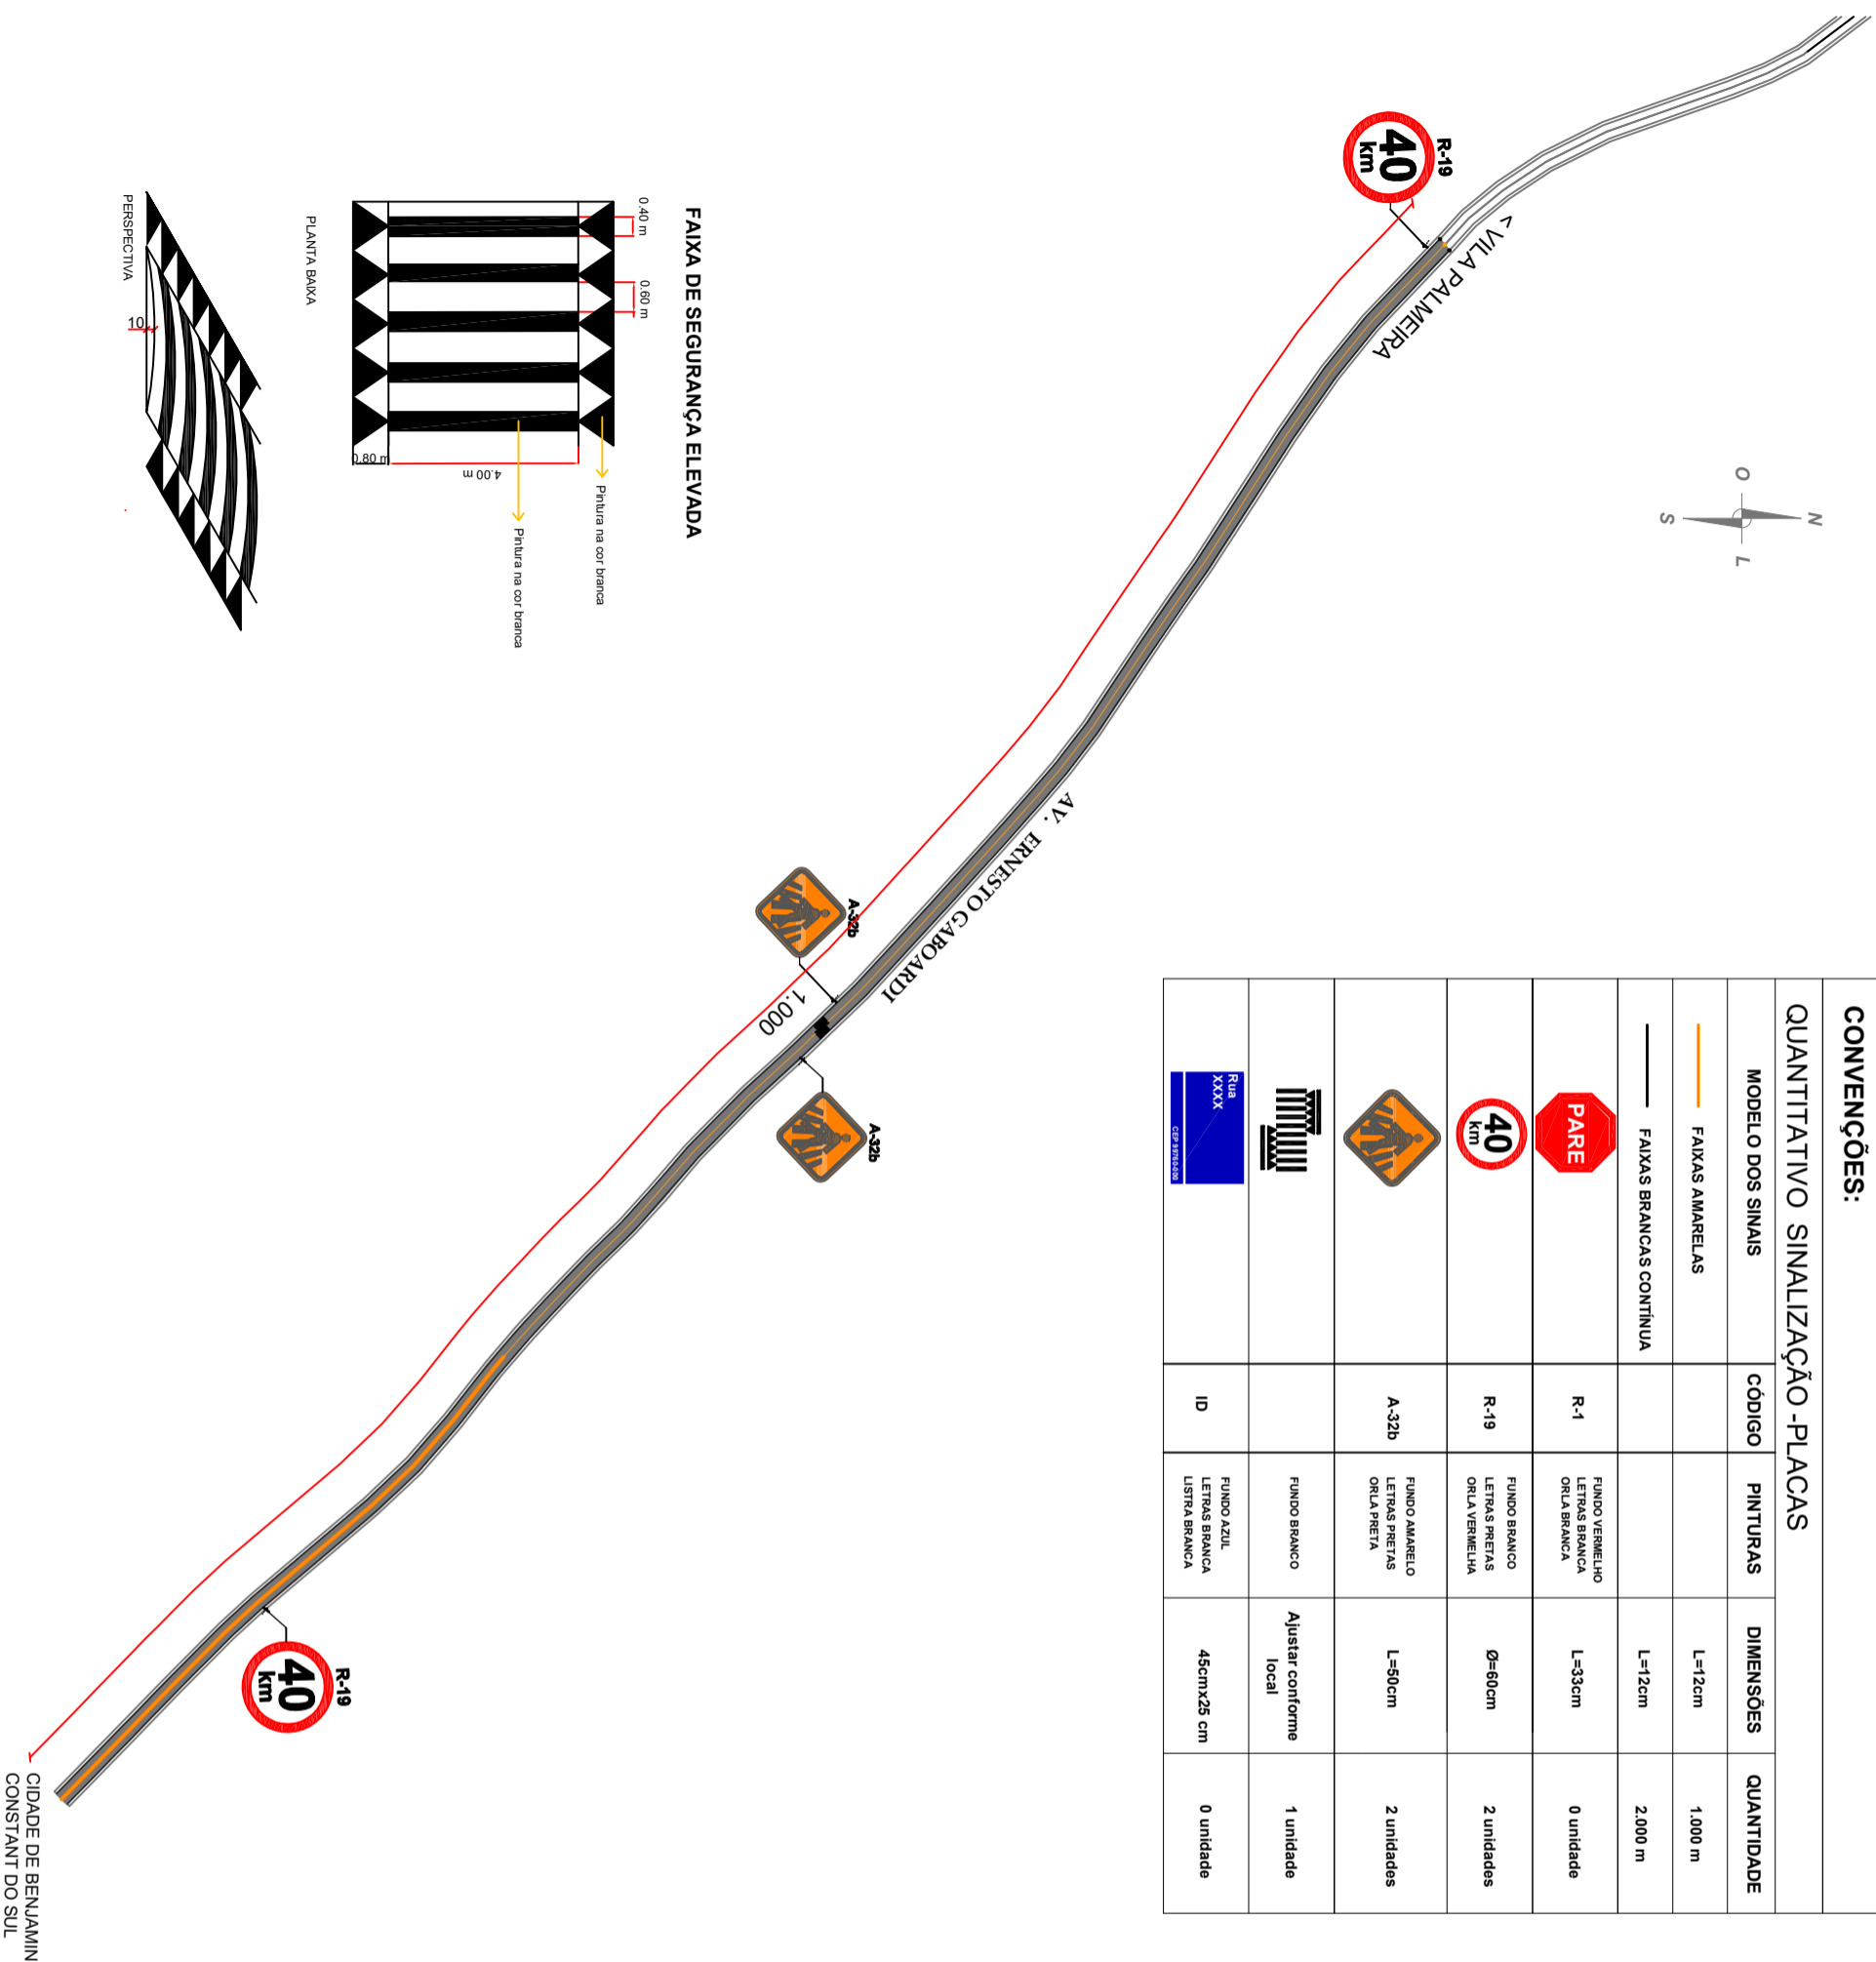 CONVENÇÕES:
QUANTITATIVO SINALIZAÇÃO -PLACAS
MODELO DOS SINAIS CÓDIGO PINTURAS DIMENSÕES QUANTIDADE
FAIXAS AMARELAS L=12cm 1.000 m
FAIXAS BRANCAS CONTÍNUA L=12cm 2.000 m
PARE R-1
FUNDO VERMELHO
LETRAS BRANCA
ORLA BRANCA
L=33cm 0 unidade
40
km
R-19
FUNDO BRANCO
LETRAS PRETAS
ORLA VERMELHA
Ø=60cm 2 unidades
A-32b
FUNDO AMARELO
LETRAS PRETAS
ORLA PRETA
L=50cm 2 unidades
FUNDO BRANCO
Ajustar conforme
local
1 unidade
Rua
XXXX
CEP 99760-000
ID
FUNDO AZUL
LETRAS BRANCA
LISTRA BRANCA
45cmx25 cm 0 unidade
N
O L
S
R-19
40
km
< VILA PALMEIRA
AV. ERNESTO GABOARDI
A-32b
1.000
A-32b
R-19
40
km
CIDADE DE BENJAMIN
CONSTANT DO SUL
FAIXA DE SEGURANÇA ELEVADA
0.40 m 0.60 m
Pintura na cor branca
Pintura na cor branca
4.00 m
0.80 m
PLANTA BAIXA
10
PERSPECTIVA